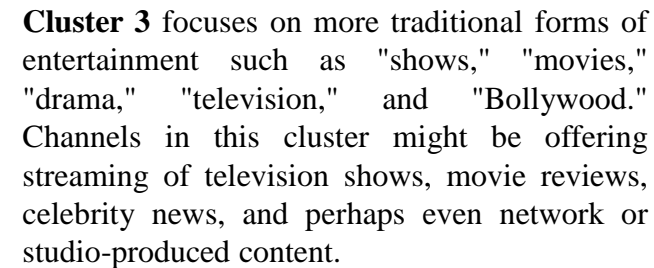 Cluster 3 focuses on more traditional forms of
entertainment such as "shows," "movies,"
"drama," "television," and "Bollywood."
Channels in this cluster might be offering
streaming of television shows, movie reviews,
celebrity news, and perhaps even network or
studio-produced content.